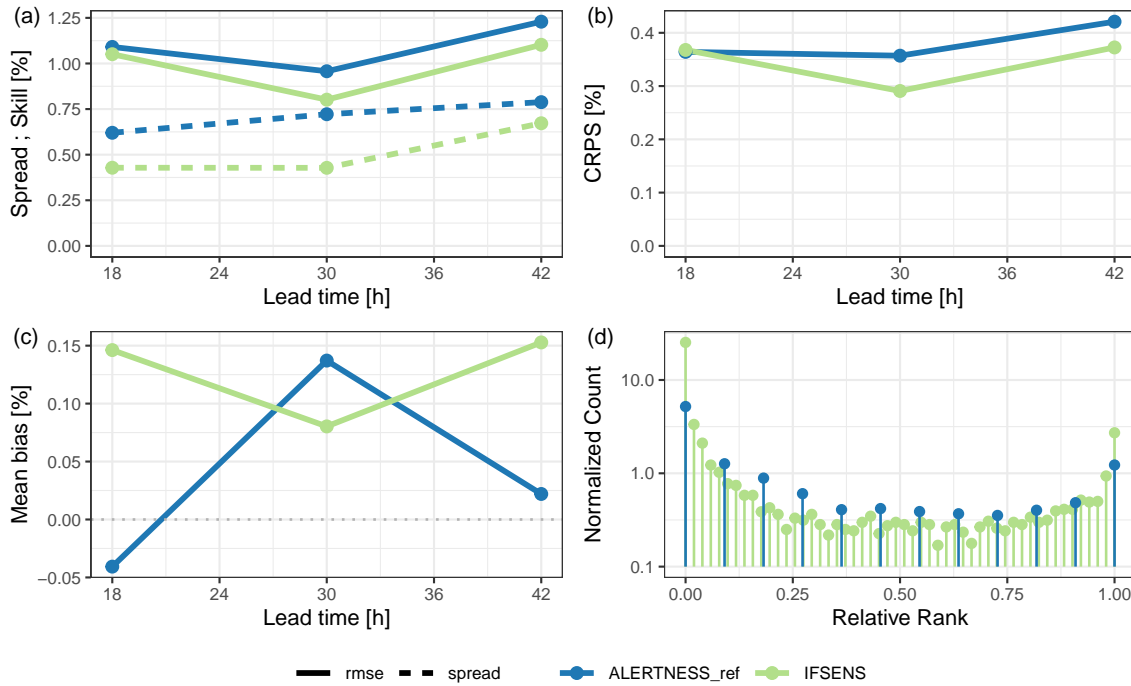 (a)
1.25
1.00
0.75
0.50
0.25
0.00
Spread ; Skill [%]
18 24 30 36 42
Lead time [h]
(b)
0.4
0.3
0.2
0.1
0.0
CRPS [%]
18 24 30 36 42
Lead time [h]
(c)
0.15
0.10
0.05
0.00
−0.05
Mean bias [%]
18 24 30 36 42
Lead time [h]
(d)
10.0
1.0
0.1
Normalized Count
0.00 0.25 0.50 0.75 1.00
Relative Rank
rmse spread ALERTNESS_ref IFSENS